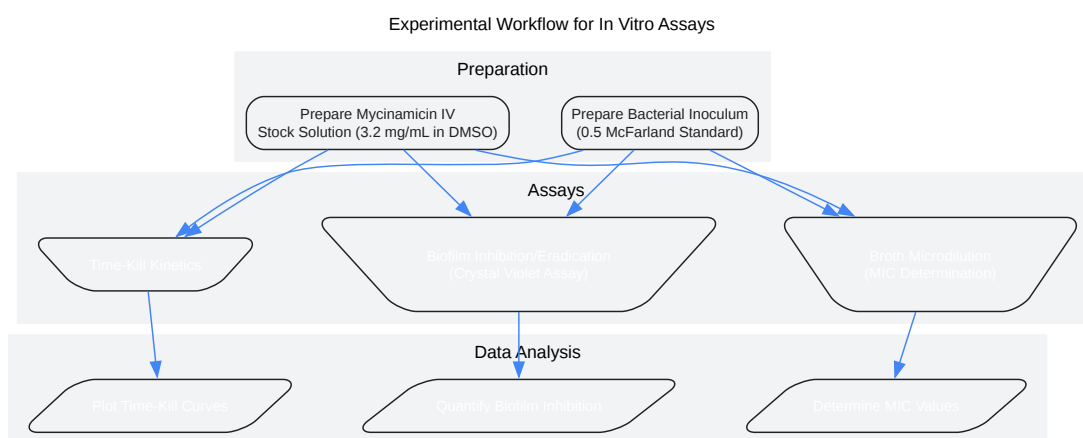 Experimental Workflow for In Vitro Assays
Preparation
Prepare Mycinamicin IV
Stock Solution (3.2 mg/mL in DMSO)
Prepare Bacterial Inoculum
(0.5 McFarland Standard)
Assays
Time-Kill Kinetics
Biofilm Inhibition/Eradication
(Crystal Violet Assay)
Broth Microdilution
(MIC Determination)
Data Analysis
Plot Time-Kill Curves
Quantify Biofilm Inhibition
Determine MIC Values